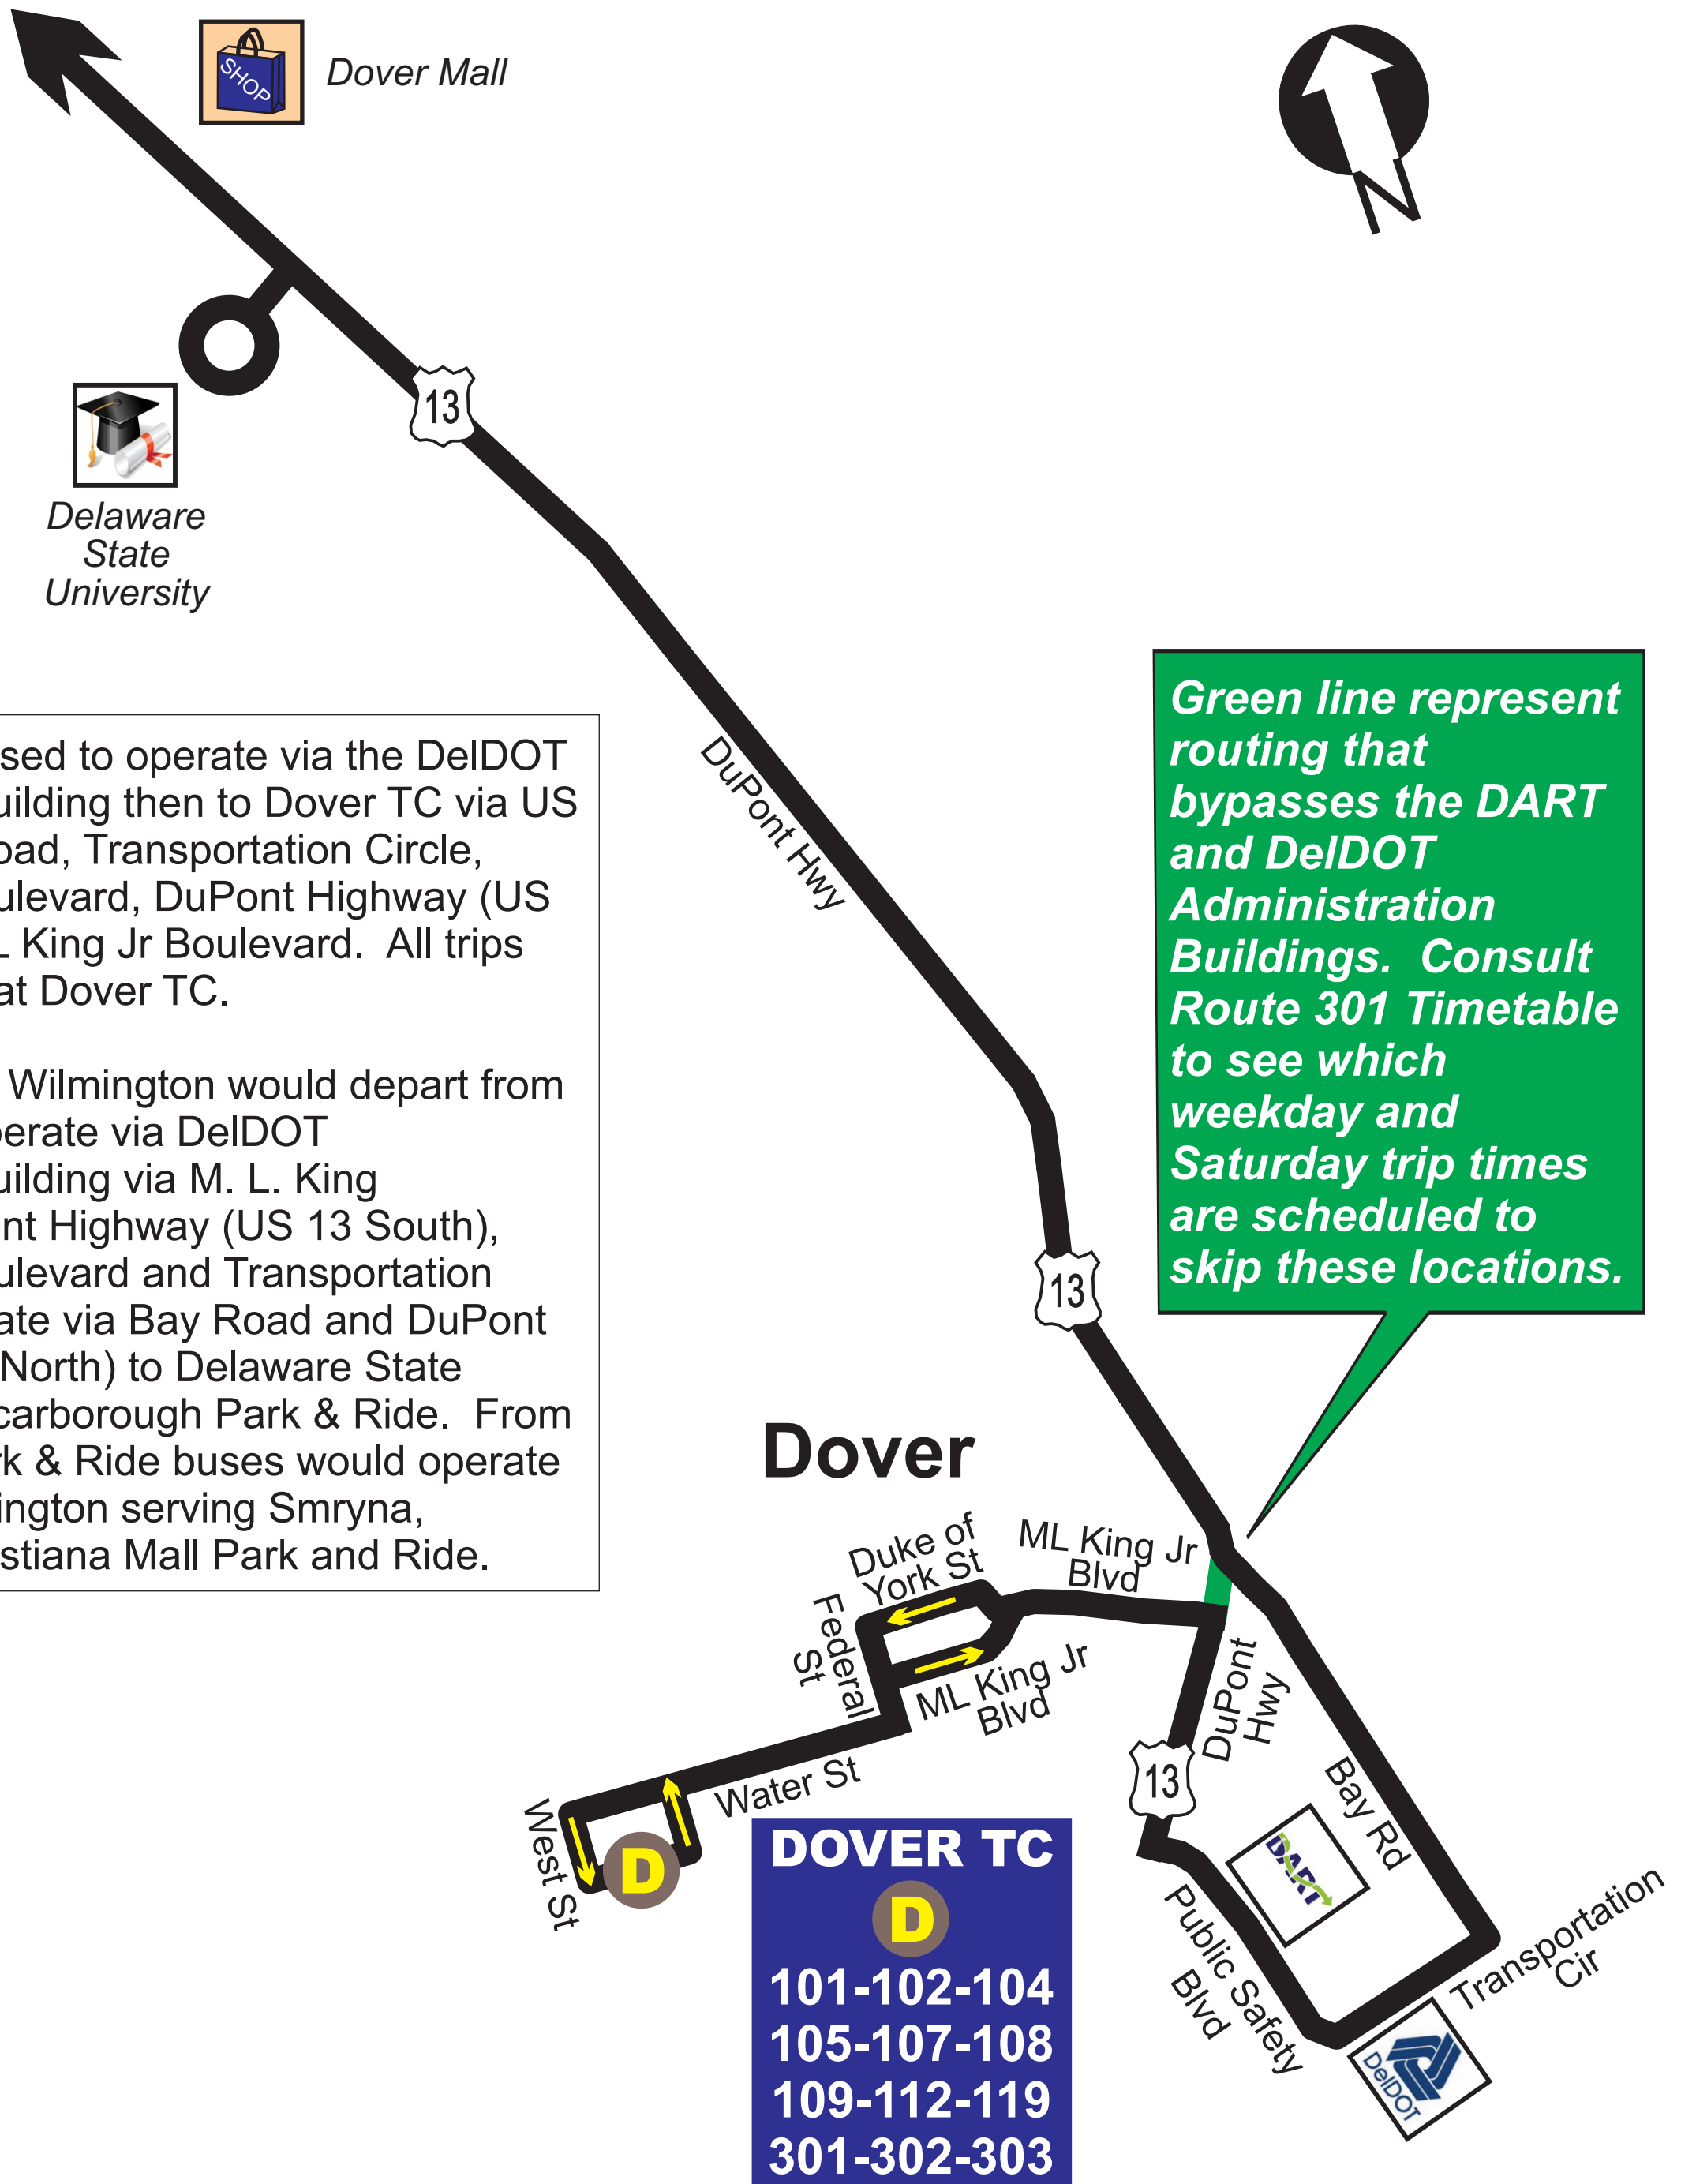 SHOP
Dover Mall
N
13
Delaware
State
University
DuPont Hwy
sed to operate via the DelDOT
uilding then to Dover TC via US
oad, Transportation Circle,
ulevard, DuPont Highway (US
L King Jr Boulevard.  All trips
at Dover TC.
Wilmington would depart from
perate via DelDOT
uilding via M. L. King
nt Highway (US 13 South),
ulevard and Transportation
ate via Bay Road and DuPont
North) to Delaware State
carborough Park & Ride.  From
rk & Ride buses would operate
ington serving Smryna,
stiana Mall Park and Ride.
Green line represent
routing that
bypasses the DART
and DelDOT
Administration
Buildings.  Consult
Route 301 Timetable
to see which
weekday and
Saturday trip times
are scheduled to
skip these locations.
13
Dover
Duke of
York St
ML King Jr
Blvd
Federal
St
ML King Jr
Blvd
DuPont
Hwy
13
Water St
West St
D
Bay Rd
DART
Public Safety
Blvd
Transportation
Cir
DelDOT
DOVER TC
D
101-102-104
105-107-108
109-112-119
301-302-303